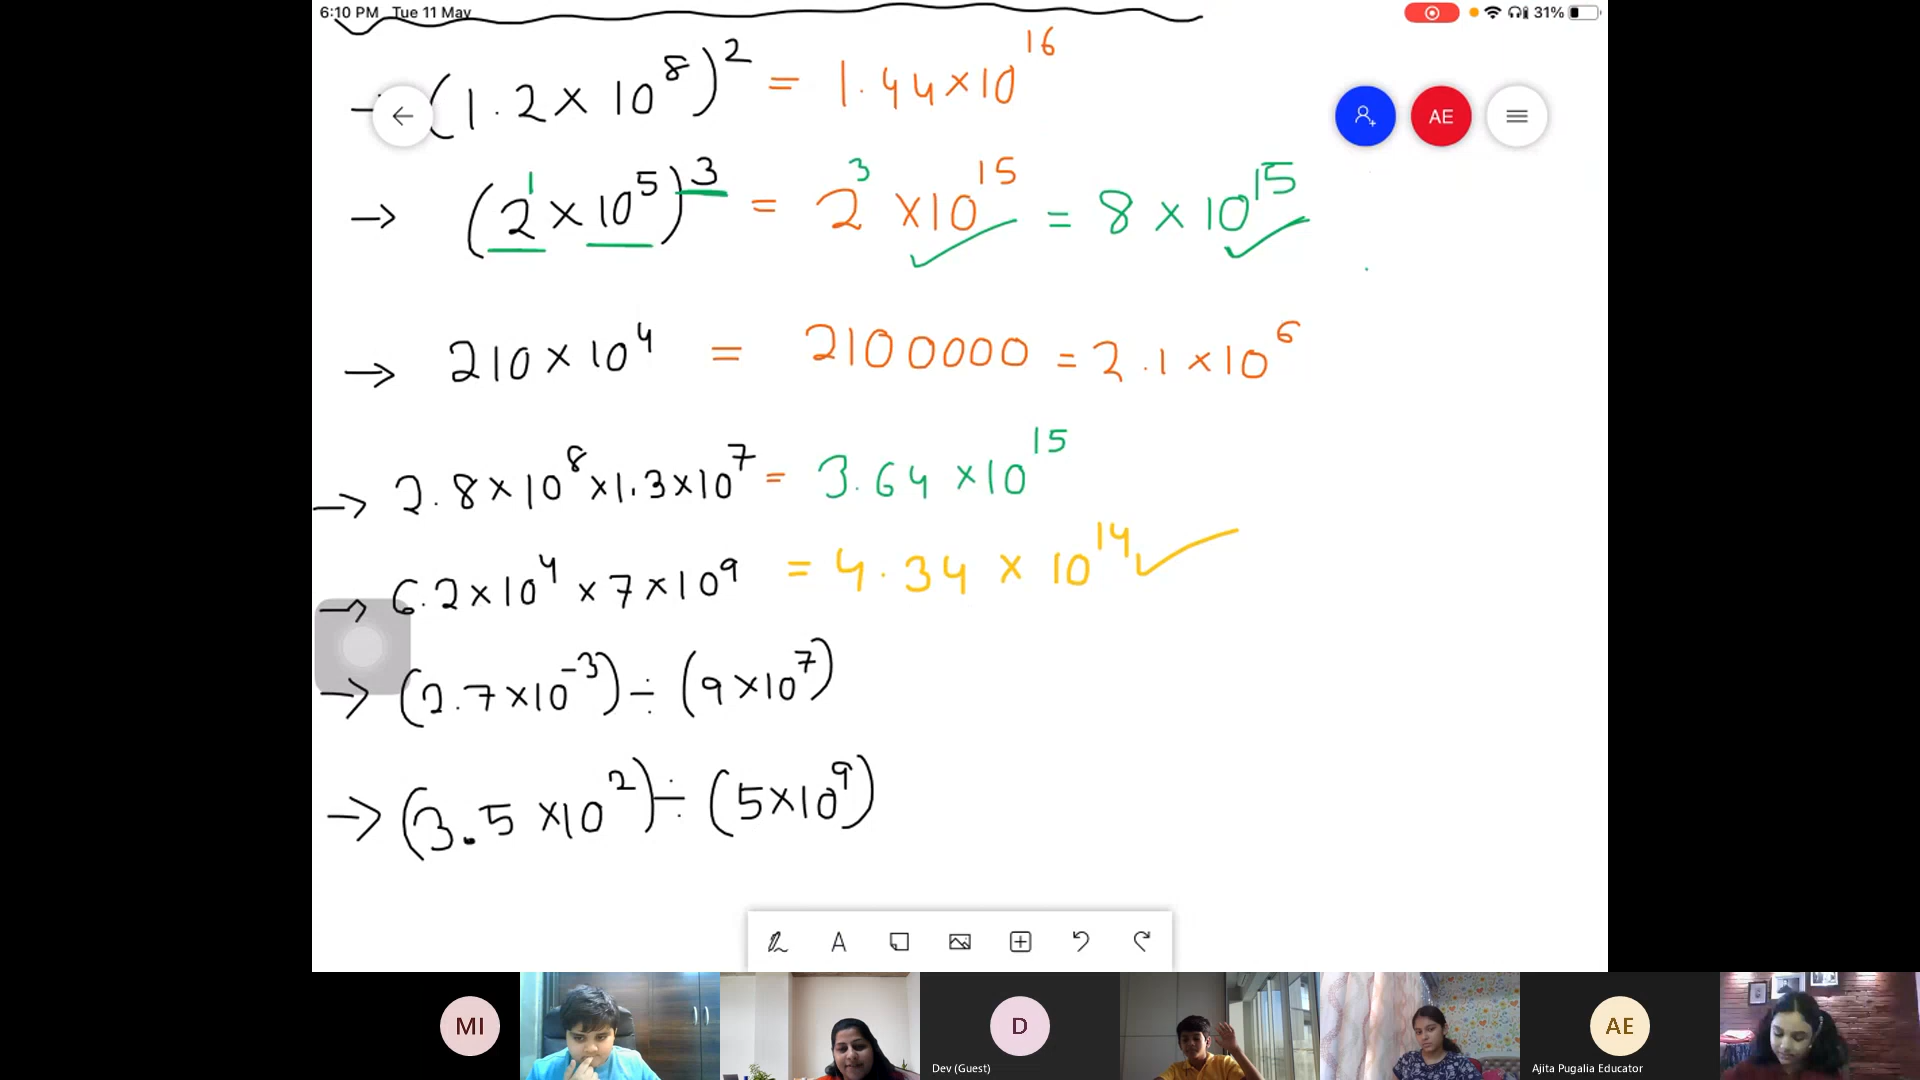 6:10 PM Tue 11 May 31%
→ (1.2 × 10⁸)² = 1.44 × 10¹⁶
AE
→ (2¹ × 10⁵)³ = 2³ × 10¹⁵ = 8 × 10¹⁵
→ 210 × 10⁴ = 2100000 = 2.1 × 10⁶
→ 2.8 × 10⁸ × 1.3 × 10⁷ = 3.64 × 10¹⁵
→ 6.2 × 10⁴ × 7 × 10⁹ = 4.34 × 10¹⁴
→ (2.7 × 10⁻³) ÷ (9 × 10⁷)
→ (3.5 × 10²) ÷ (5 × 10⁹)
A
MI
D
AE
Dev (Guest)
Ajita Pugalia Educator